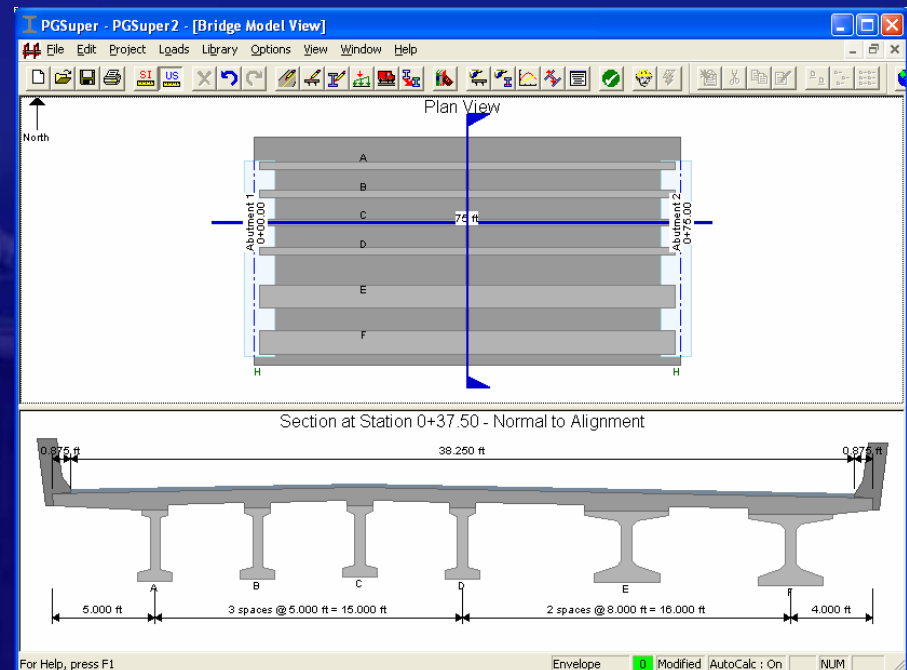 PGSuper - PGSuper2 - [Bridge Model View]
File Edit Project Loads Library Options View Window Help
SI US
Plan View
North
A
B
C
D
E
F
75 ft
Abutment 1
0+00.00
Abutment 2
0+75.00
H H
Section at Station 0+37.50 - Normal to Alignment
0.875 ft 38.250 ft 0.875 ft
A B C D E F
5.000 ft 3 spaces @ 5.000 ft = 15.000 ft 2 spaces @ 8.000 ft = 16.000 ft 4.000 ft
For Help, press F1 Envelope 0 Modified AutoCalc : On NUM